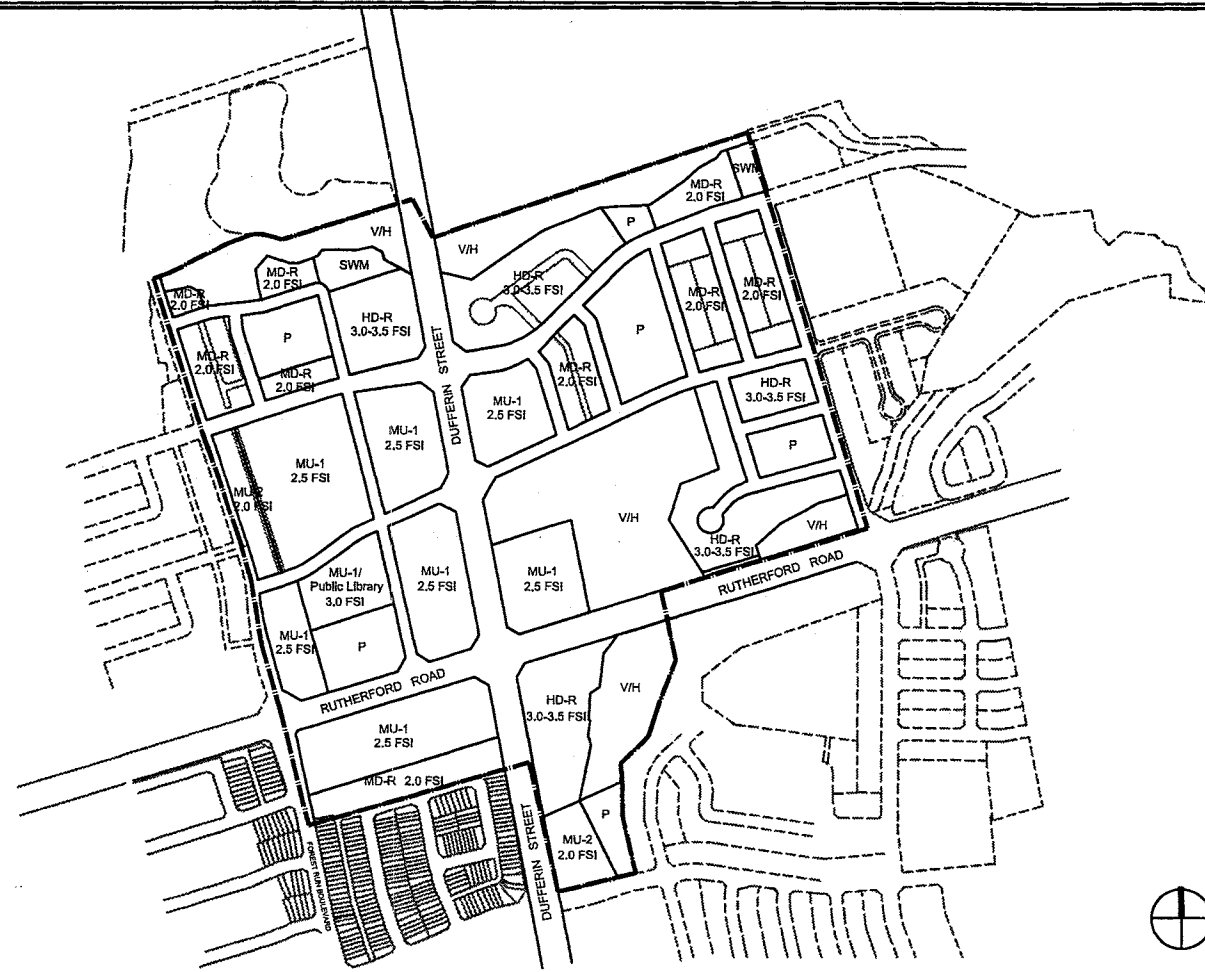 SWM
MD-R
2.0 FSI
P
V/H
V/H
HD-R
3.0-3.5 FSI
MD-R
2.0 FSI
SWM
MD-R
2.0 FSI
MD-R
2.0 FSI
MD-R
2.0 FSI
HD-R
3.0-3.5 FSI
P
P
MD-R
2.0 FSI
MD-R
2.0 FSI
MD-R
2.0 FSI
DUFFERIN STREET
HD-R
3.0-3.5 FSI
MU-1
2.5 FSI
MU-1
2.5 FSI
P
MU-1
2.5 FSI
MU-2
2.0 FSI
V/H
V/H
HD-R
3.0-3.5 FSI
MU-1/
Public Library
3.0 FSI
MU-1
2.5 FSI
MU-1
2.5 FSI
RUTHERFORD ROAD
MU-1
2.5 FSI
P
RUTHERFORD ROAD
V/H
HD-R
3.0-3.5 FSI
MU-1
2.5 FSI
MD-R 2.0 FSI
P
MU-2
2.0 FSI
DUFFERIN STREET
FOREST RUN BOULEVARD